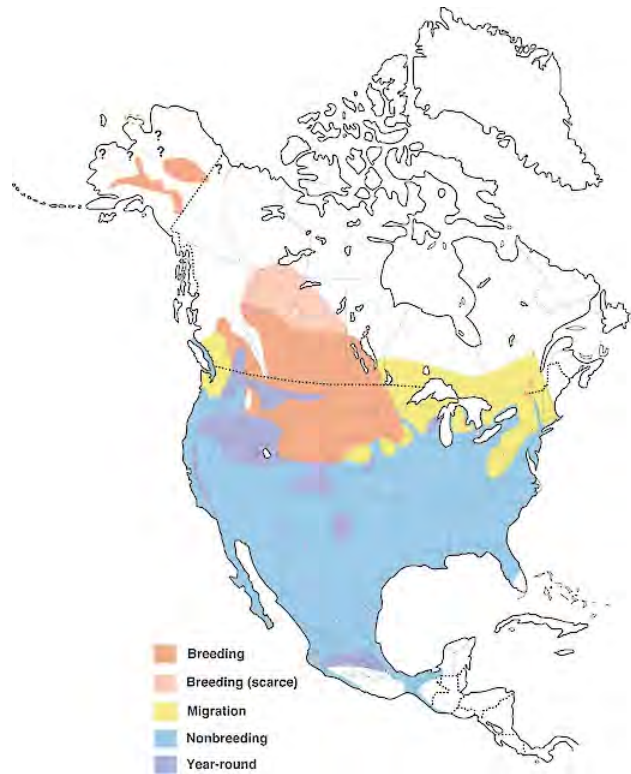 ?
? ? ?
?
Breeding
Breeding (scarce)
Migration
Nonbreeding
Year-round